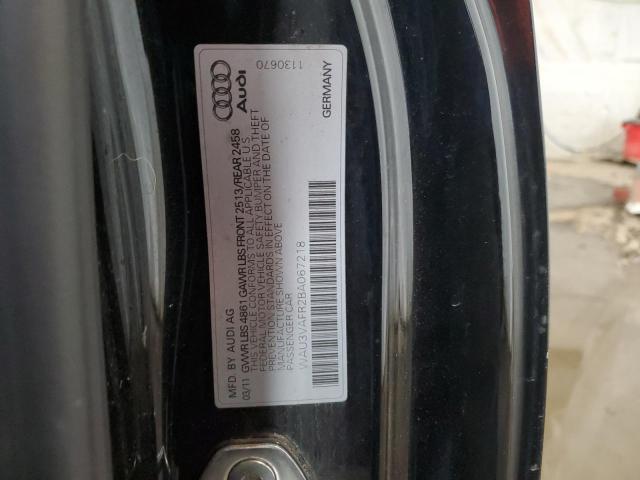 1130670
Audi
MFD. BY AUDI AG
GERMANY
03/11 GVWR LBS 4861 GAWR LBS FRONT 2513/REAR 2458
THIS VEHICLE CONFORMS TO ALL APPLICABLE U.S.
FEDERAL MOTOR VEHICLE SAFETY BUMPER AND THEFT
PREVENTION STANDARDS IN EFFECT ON THE DATE OF
MANUFACTURE SHOWN ABOVE
PASSENGER CAR
WAU3VAFR2BA067218